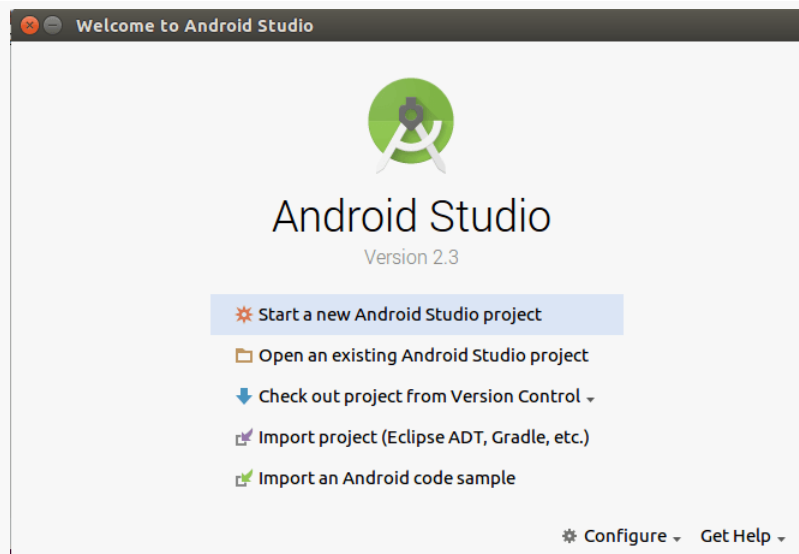 Welcome to Android Studio
Android Studio
Version 2.3
Start a new Android Studio project
Open an existing Android Studio project
Check out project from Version Control
Import project (Eclipse ADT, Gradle, etc.)
Import an Android code sample
Configure Get Help